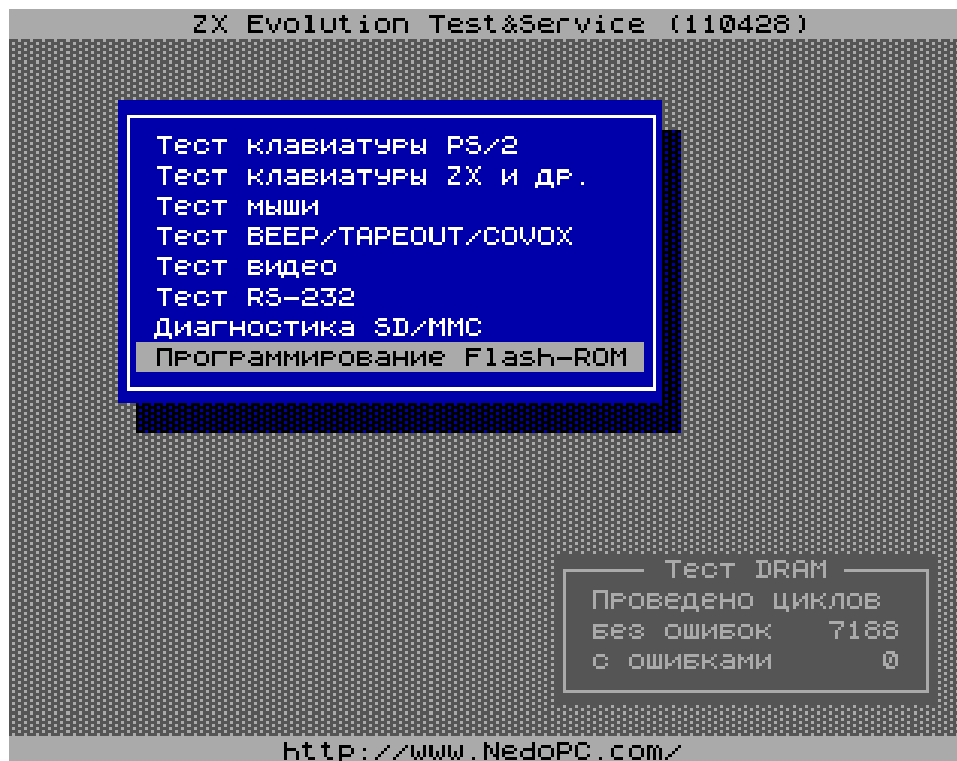 ZX Evolution Test&Service (110428)
Тест клавиатуры PS/2
Тест клавиатуры ZX и др.
Тест мыши
Тест BEEP/TAPEOUT/COVOX
Тест видео
Тест RS-232
Диагностика SD/MMC
Программирование Flash-ROM
Тест DRAM
Проведено циклов
без ошибок 7188
с ошибками 0
http://www.NedoPC.com/